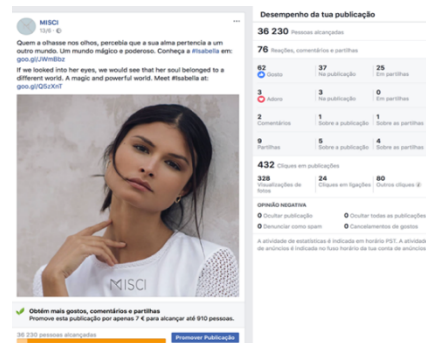 MISCI
13/8 ·
Quem a olhasse nos olhos, percebia que a sua alma pertencia a um
outro mundo. Um mundo mágico e poderoso. Conheça a #Isabella em:
goo.gl/JWmBbz
If we looked into her eyes, we would see that her soul belonged to a
different world. A magic and powerful world. Meet #Isabella at:
goo.gl/QSzXnT
MISCI
Obtém mais gostos, comentários e partilhas
Promove esta publicação por apenas 7 € para alcançar até 910 pessoas.
36 230 pessoas alcançadas
Promover Publicação
Desempenho da tua publicação
36 230 Pessoas alcançadas
76 Reações, comentários e partilhas
62 37 25
Gosto Na publicação Em partilhas
3 3 0
Adoro Na publicação Em partilhas
2 1 1
Comentários Sobre a publicação Sobre as partilhas
9 5 4
Partilhas Sobre a publicação Sobre as partilhas
432 Cliques em publicações
328 24 80
Visualizações de fotos Cliques em ligações Outros cliques
OPINIÃO NEGATIVA
0 Ocultar publicação 0 Ocultar todas as publicações
0 Denunciar como spam 0 Cancelamentos de gostos
A atividade de estatísticas é indicada em horário PST. A atividade
de anúncios é indicada no fuso horário da tua conta de anúncios